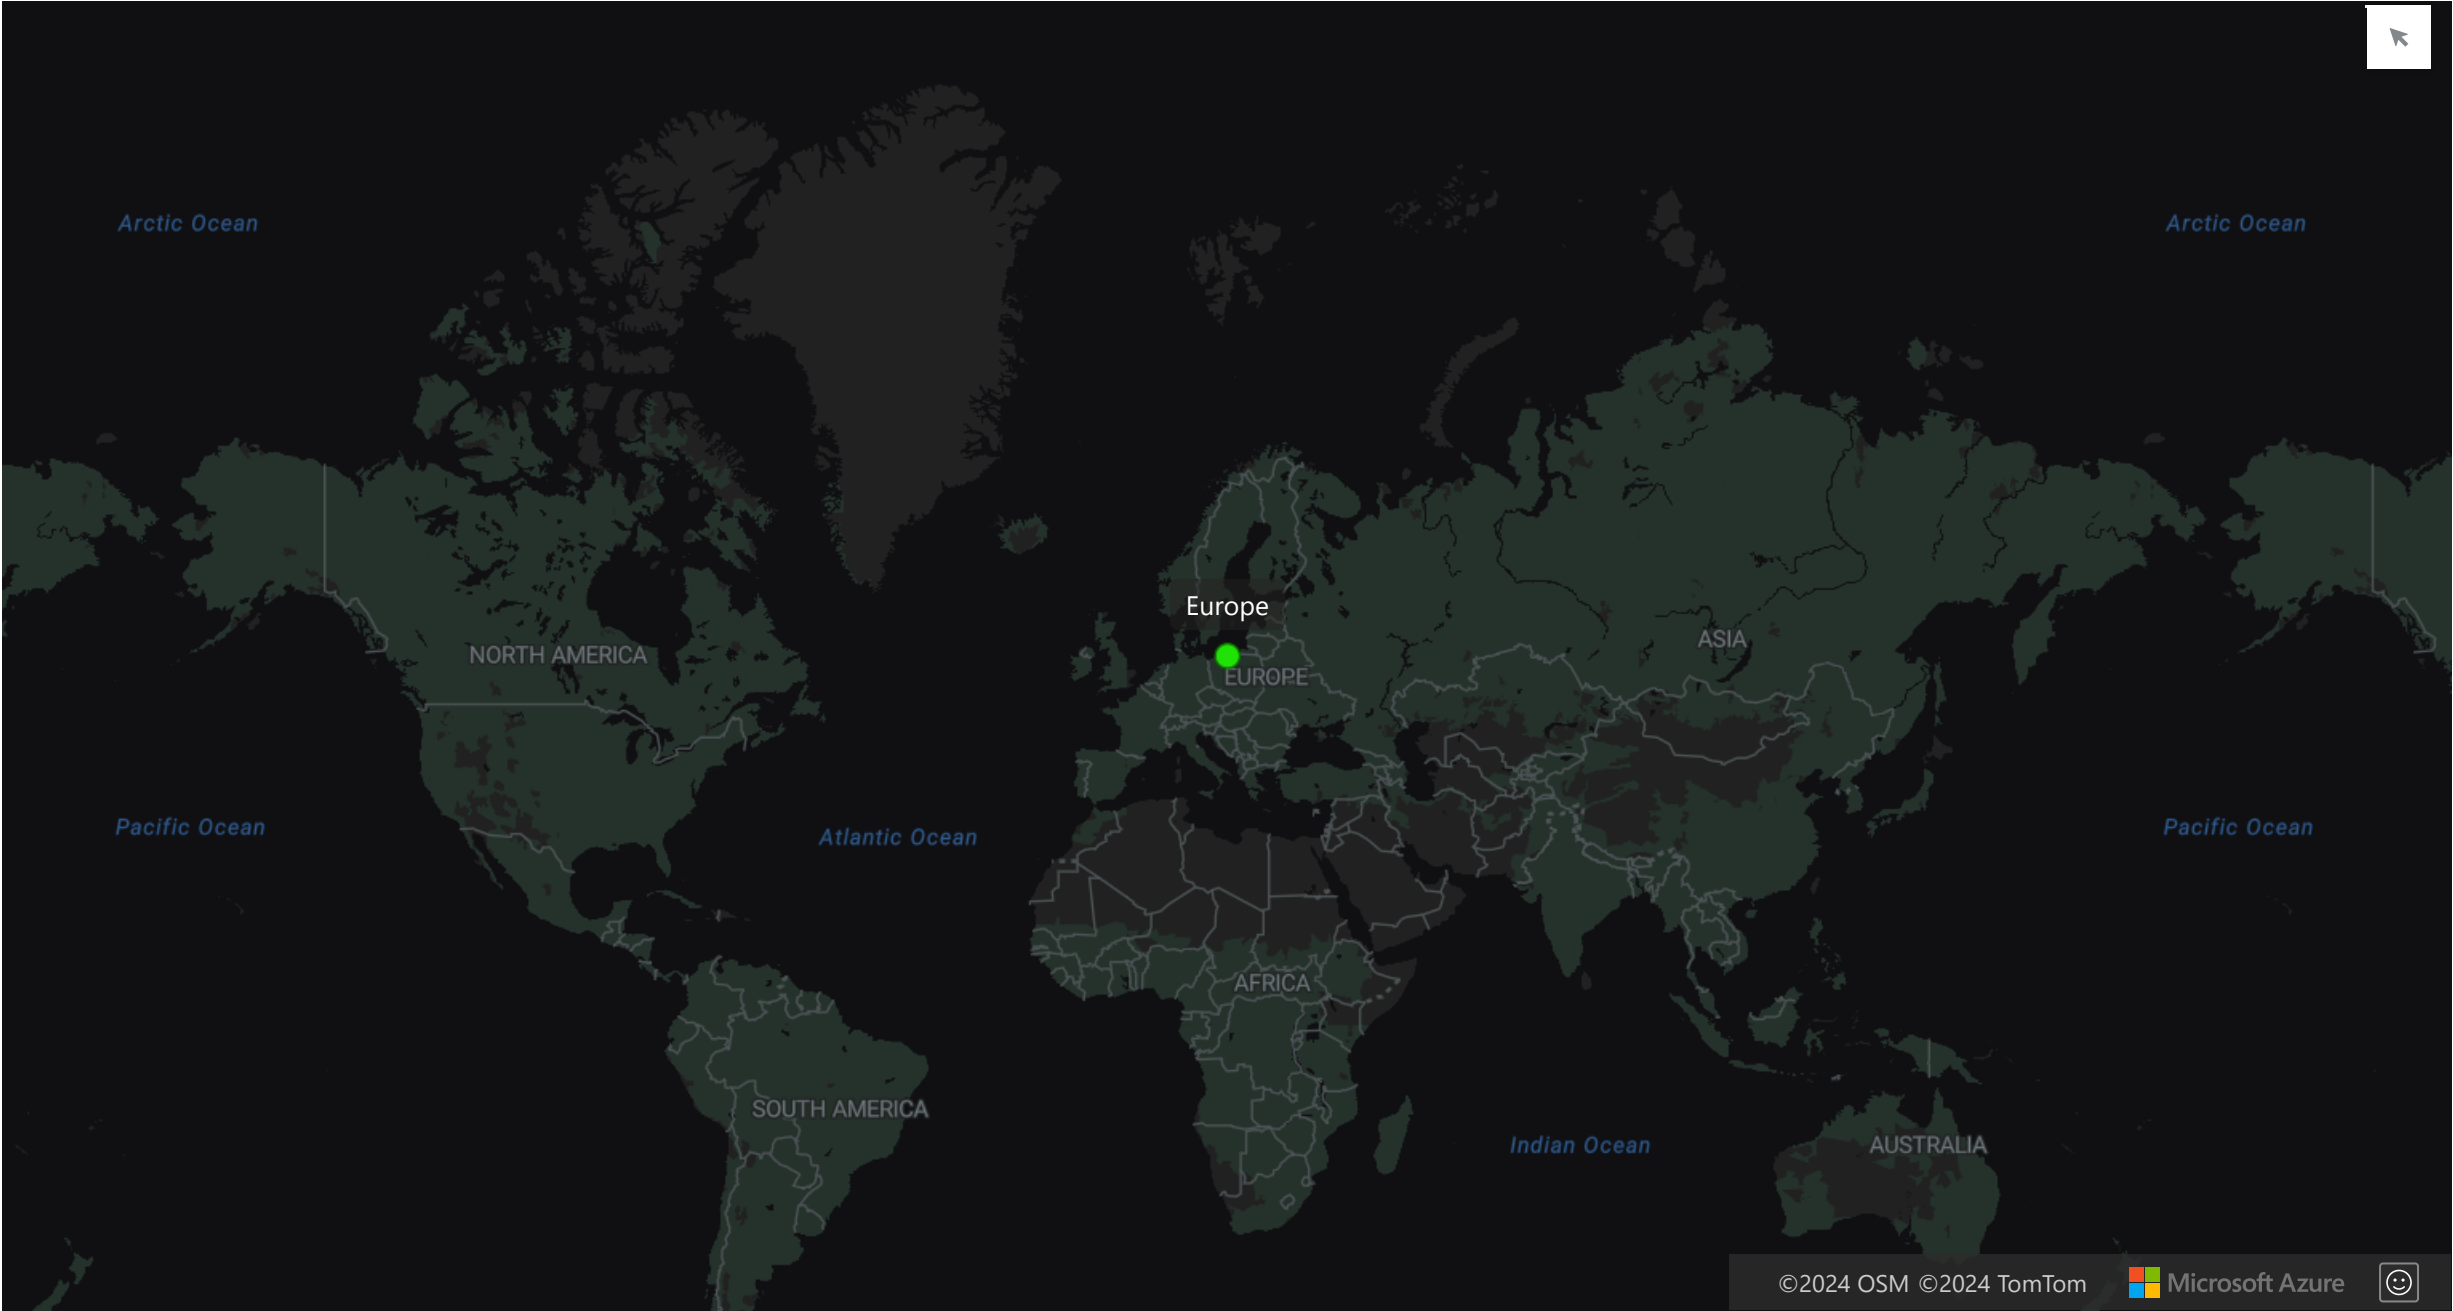 Arctic Ocean
Arctic Ocean
Europe
ASIA
NORTH AMERICA
EUROPE
Pacific Ocean
Atlantic Ocean
Pacific Ocean
AFRICA
SOUTH AMERICA
Indian Ocean
AUSTRALIA
©2024 OSM ©2024 TomTom Microsoft Azure